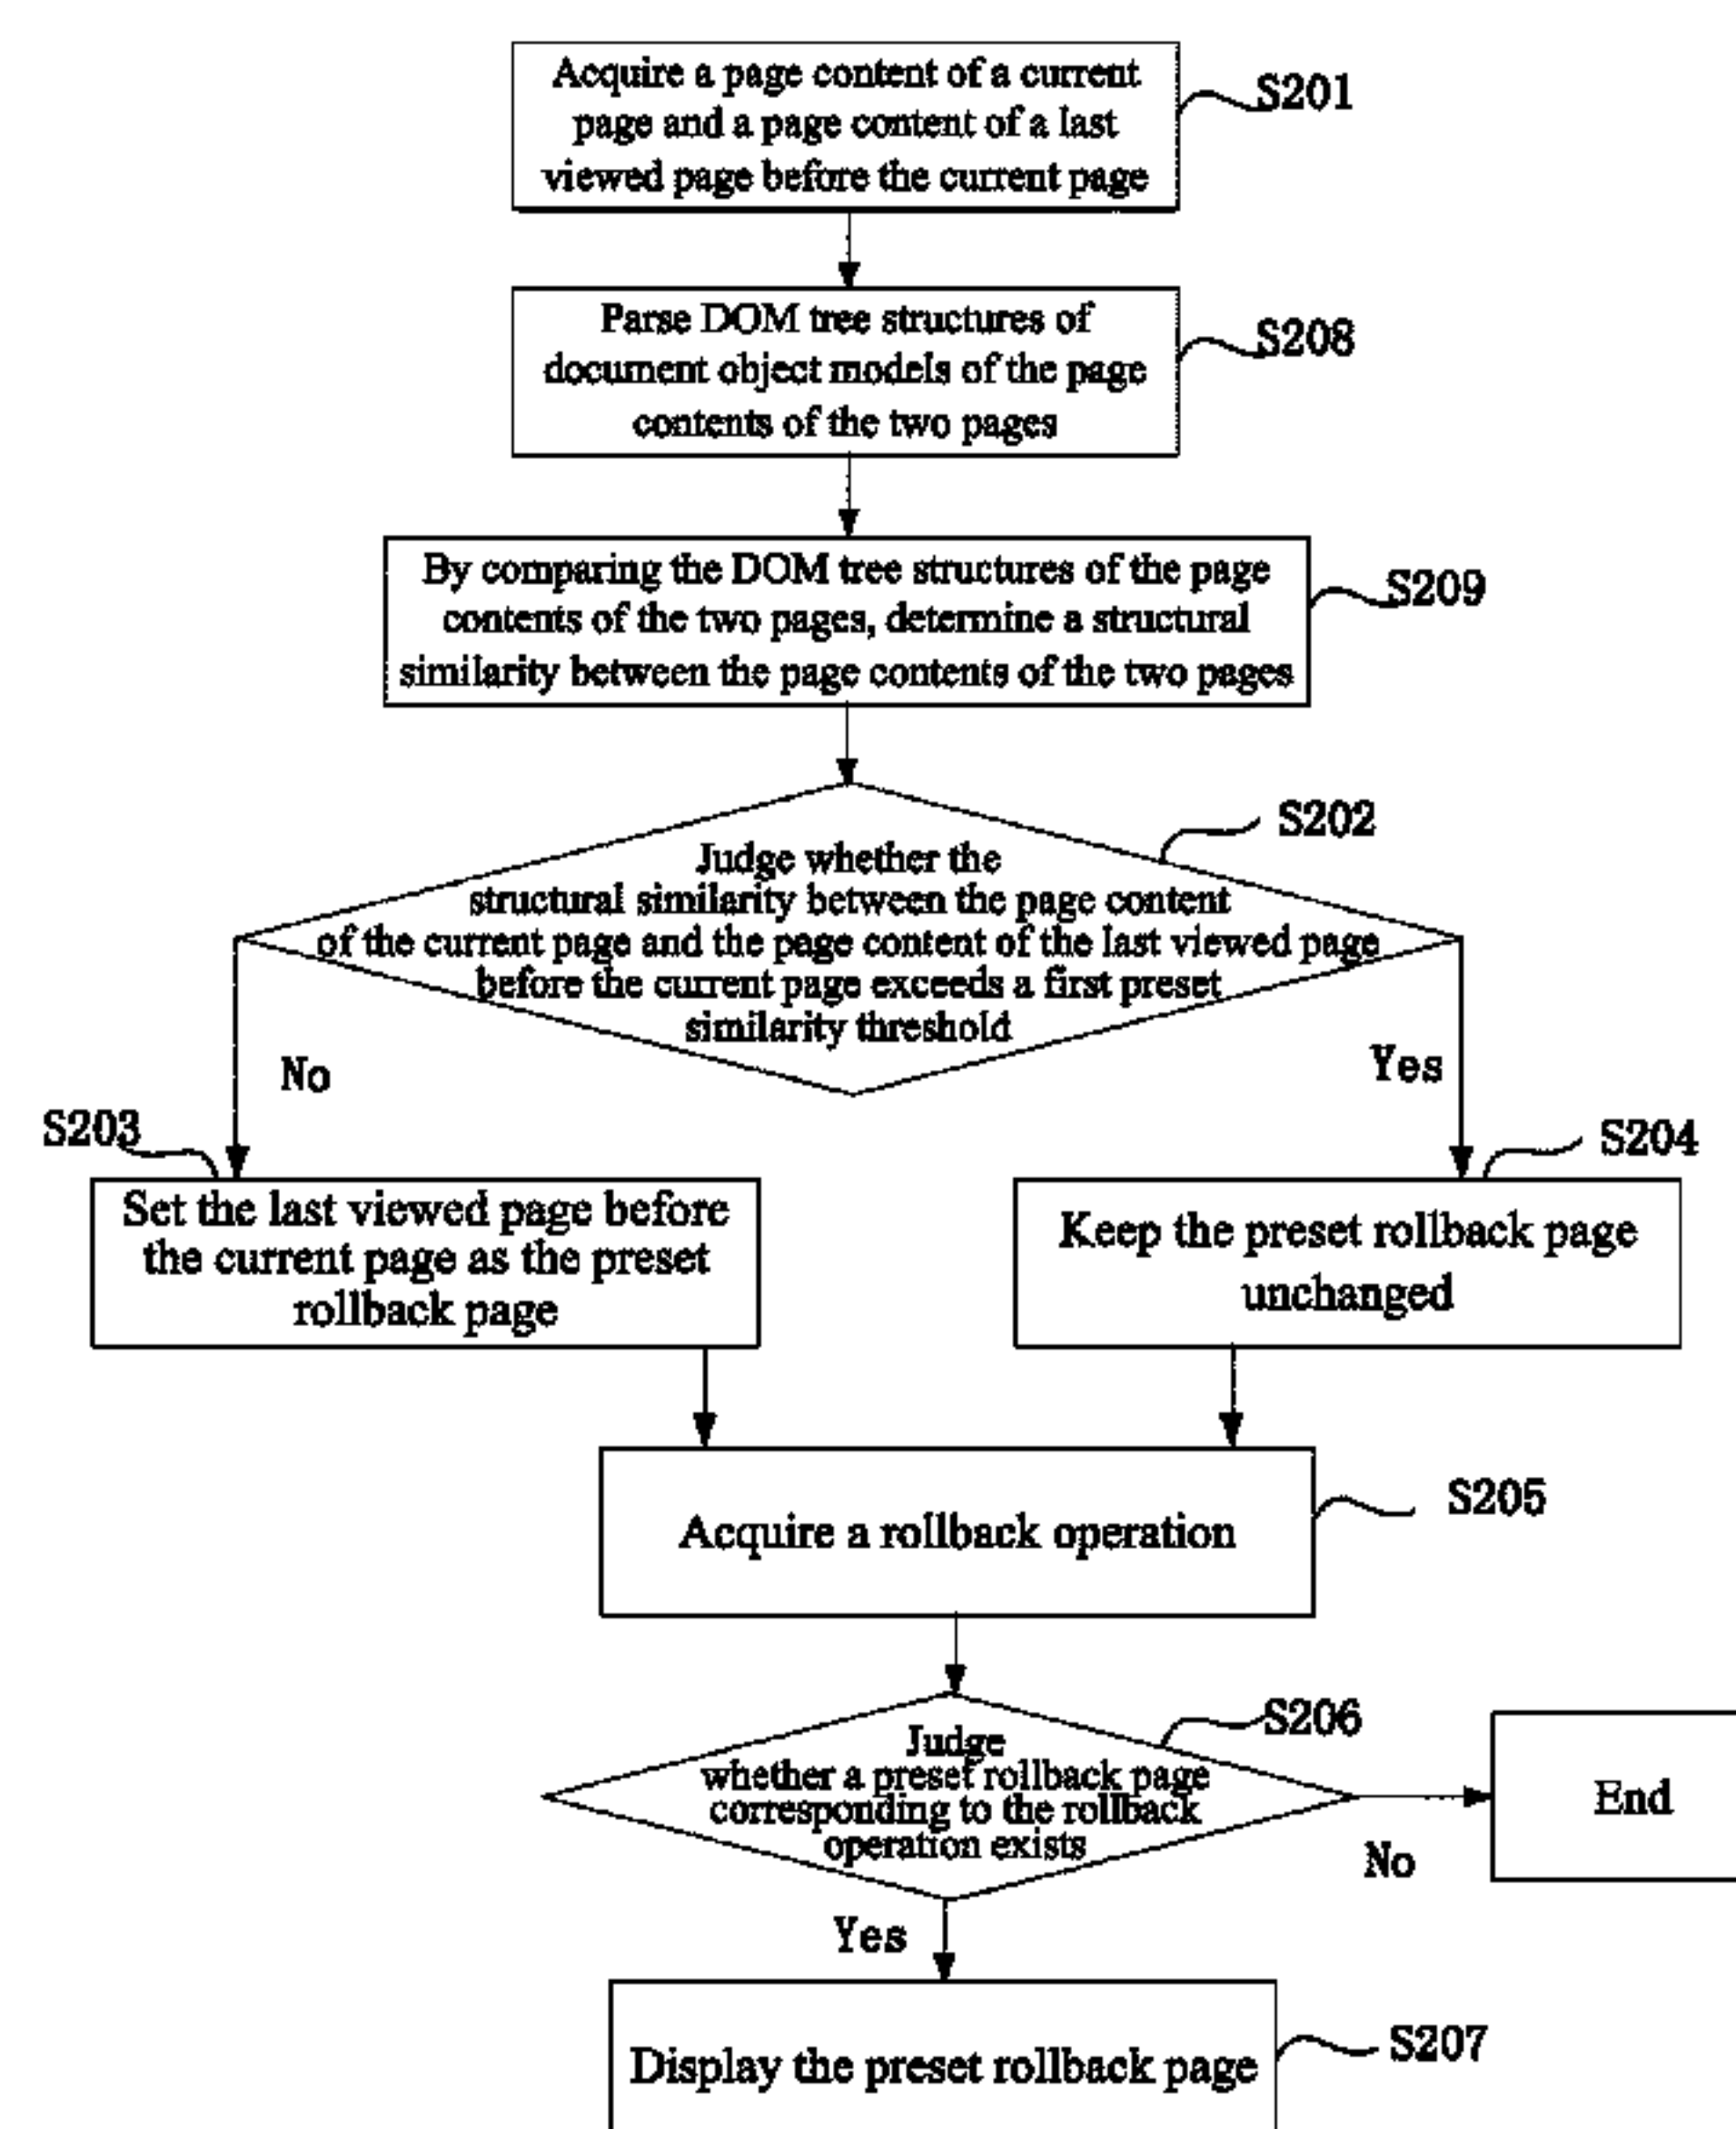 Acquire a page content of a current
page and a page content of a last
viewed page before the current page
S201
Parse DOM tree structures of
document object models of the page
contents of the two pages
S208
By comparing the DOM tree structures of the page
contents of the two pages, determine a structural
similarity between the page contents of the two pages
S209
Judge whether the
structural similarity between the page content
of the current page and the page content of the last viewed page
before the current page exceeds a first preset
similarity threshold
S202
No
Yes
S203
Set the last viewed page before
the current page as the preset
rollback page
S204
Keep the preset rollback page
unchanged
Acquire a rollback operation
S205
Judge
whether a preset rollback page
corresponding to the rollback
operation exists
S206
No
End
Yes
Display the preset rollback page
S207